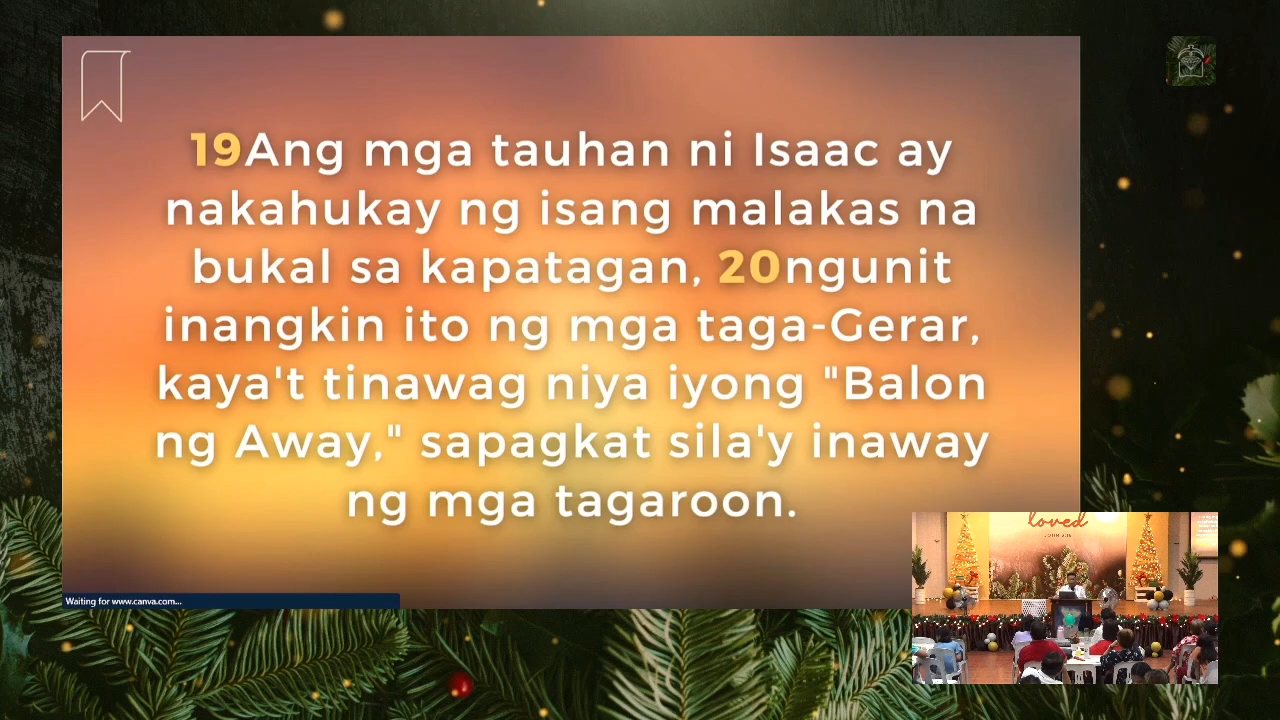 19Ang mga tauhan ni Isaac ay
nakahukay ng isang malakas na
bukal sa kapatagan, 20ngunit
inangkin ito ng mga taga-Gerar,
kaya't tinawag niya iyong "Balon
ng Away," sapagkat sila'y inaway
ng mga tagaroon.
Waiting for www.canva.com...
loved